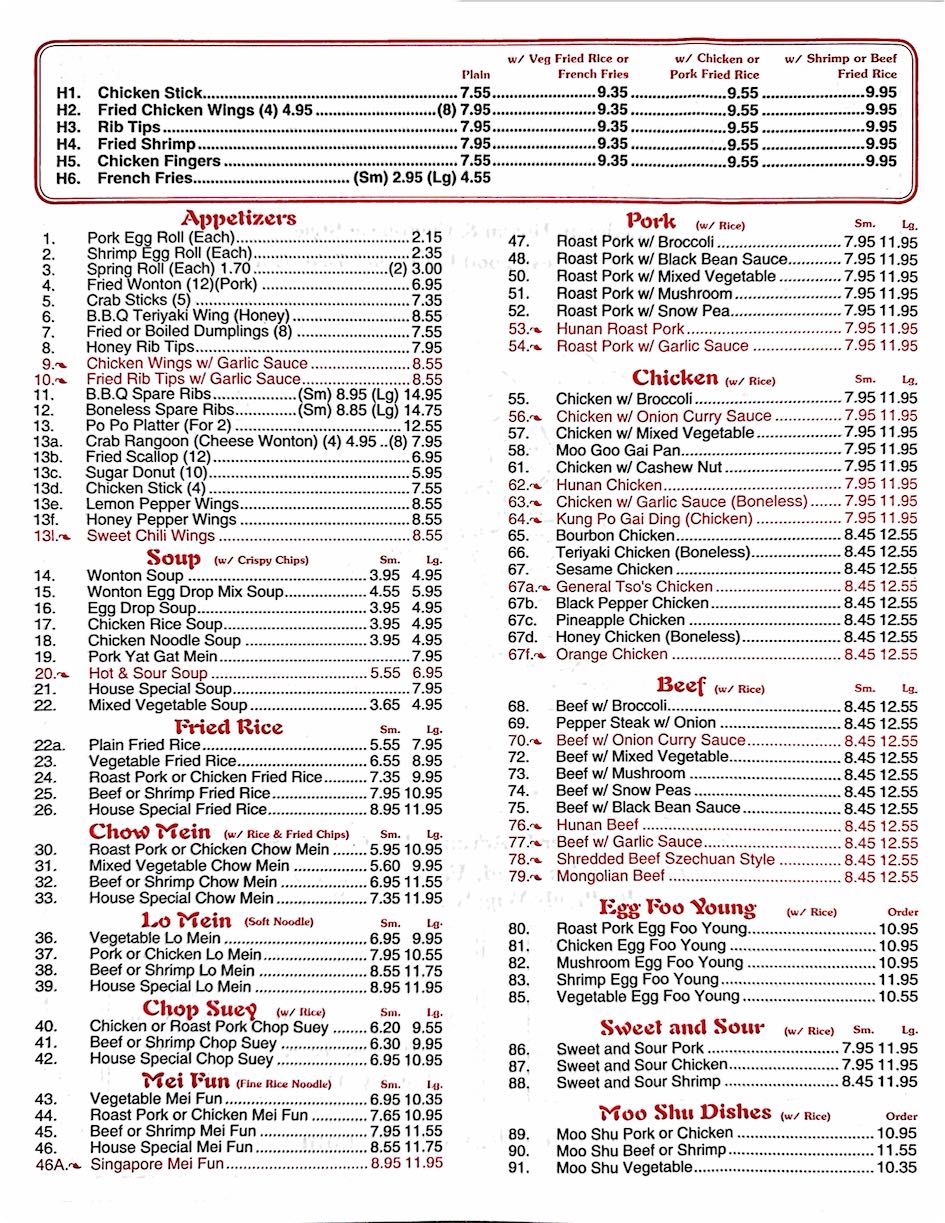 w/ Veg Fried Rice or w/ Chicken or w/ Shrimp or Beef
Plain French Fries Pork Fried Rice Fried Rice
H1. Chicken Stick 7.55 9.35 9.55 9.95
H2. Fried Chicken Wings (4) 4.95 (8) 7.95 9.35 9.55 9.95
H3. Rib Tips 7.95 9.35 9.55 9.95
H4. Fried Shrimp 7.95 9.35 9.55 9.95
H5. Chicken Fingers 7.55 9.35 9.55 9.95
H6. French Fries (Sm) 2.95 (Lg) 4.55
Appetizers
1. Pork Egg Roll (Each) 2.15
2. Shrimp Egg Roll (Each) 2.35
3. Spring Roll (Each) 1.70 (2) 3.00
4. Fried Wonton (12)(Pork) 6.95
5. Crab Sticks (5) 7.35
6. B.B.Q Teriyaki Wing (Honey) 8.55
7. Fried or Boiled Dumplings (8) 7.55
8. Honey Rib Tips 7.95
9. Chicken Wings w/ Garlic Sauce 8.55
10. Fried Rib Tips w/ Garlic Sauce 8.55
11. B.B.Q Spare Ribs (Sm) 8.95 (Lg) 14.95
12. Boneless Spare Ribs (Sm) 8.85 (Lg) 14.75
13. Po Po Platter (For 2) 12.55
13a. Crab Rangoon (Cheese Wonton) (4) 4.95 ..(8) 7.95
13b. Fried Scallop (12) 6.95
13c. Sugar Donut (10) 5.95
13d. Chicken Stick (4) 7.55
13e. Lemon Pepper Wings 8.55
13f. Honey Pepper Wings 8.55
13l. Sweet Chili Wings 8.55
Soup (w/ Crispy Chips) Sm. Lg.
14. Wonton Soup 3.95 4.95
15. Wonton Egg Drop Mix Soup 4.55 5.95
16. Egg Drop Soup 3.95 4.95
17. Chicken Rice Soup 3.95 4.95
18. Chicken Noodle Soup 3.95 4.95
19. Pork Yat Gat Mein 7.95
20. Hot & Sour Soup 5.55 6.95
21. House Special Soup 7.95
22. Mixed Vegetable Soup 3.65 4.95
Fried Rice Sm. Lg.
22a. Plain Fried Rice 5.55 7.95
23. Vegetable Fried Rice 6.55 8.95
24. Roast Pork or Chicken Fried Rice 7.35 9.95
25. Beef or Shrimp Fried Rice 7.95 10.95
26. House Special Fried Rice 8.95 11.95
Chow Mein (w/ Rice & Fried Chips) Sm. Lg.
30. Roast Pork or Chicken Chow Mein 5.95 10.95
31. Mixed Vegetable Chow Mein 5.60 9.95
32. Beef or Shrimp Chow Mein 6.95 11.55
33. House Special Chow Mein 7.35 11.95
Lo Mein (Soft Noodle) Sm. Lg.
36. Vegetable Lo Mein 6.95 9.95
37. Pork or Chicken Lo Mein 7.95 10.55
38. Beef or Shrimp Lo Mein 8.55 11.75
39. House Special Lo Mein 8.95 11.95
Chop Suey (w/ Rice) Sm. Lg.
40. Chicken or Roast Pork Chop Suey 6.20 9.55
41. Beef or Shrimp Chop Suey 6.30 9.95
42. House Special Chop Suey 6.95 10.95
Mei Fun (Fine Rice Noodle) Sm. Lg.
43. Vegetable Mei Fun 6.95 10.35
44. Roast Pork or Chicken Mei Fun 7.65 10.95
45. Beef or Shrimp Mei Fun 7.95 11.55
46. House Special Mei Fun 8.55 11.75
46A. Singapore Mei Fun 8.95 11.95
Pork (w/ Rice) Sm. Lg.
47. Roast Pork w/ Broccoli 7.95 11.95
48. Roast Pork w/ Black Bean Sauce 7.95 11.95
50. Roast Pork w/ Mixed Vegetable 7.95 11.95
51. Roast Pork w/ Mushroom 7.95 11.95
52. Roast Pork w/ Snow Pea 7.95 11.95
53. Hunan Roast Pork 7.95 11.95
54. Roast Pork w/ Garlic Sauce 7.95 11.95
Chicken (w/ Rice) Sm. Lg.
55. Chicken w/ Broccoli 7.95 11.95
56. Chicken w/ Onion Curry Sauce 7.95 11.95
57. Chicken w/ Mixed Vegetable 7.95 11.95
58. Moo Goo Gai Pan 7.95 11.95
61. Chicken w/ Cashew Nut 7.95 11.95
62. Hunan Chicken 7.95 11.95
63. Chicken w/ Garlic Sauce (Boneless) 7.95 11.95
64. Kung Po Gai Ding (Chicken) 7.95 11.95
65. Bourbon Chicken 8.45 12.55
66. Teriyaki Chicken (Boneless) 8.45 12.55
67. Sesame Chicken 8.45 12.55
67a. General Tso's Chicken 8.45 12.55
67b. Black Pepper Chicken 8.45 12.55
67c. Pineapple Chicken 8.45 12.55
67d. Honey Chicken (Boneless) 8.45 12.55
67f. Orange Chicken 8.45 12.55
Beef (w/ Rice) Sm. Lg.
68. Beef w/ Broccoli 8.45 12.55
69. Pepper Steak w/ Onion 8.45 12.55
70. Beef w/ Onion Curry Sauce 8.45 12.55
72. Beef w/ Mixed Vegetable 8.45 12.55
73. Beef w/ Mushroom 8.45 12.55
74. Beef w/ Snow Peas 8.45 12.55
75. Beef w/ Black Bean Sauce 8.45 12.55
76. Hunan Beef 8.45 12.55
77. Beef w/ Garlic Sauce 8.45 12.55
78. Shredded Beef Szechuan Style 8.45 12.55
79. Mongolian Beef 8.45 12.55
Egg Foo Young (w/ Rice) Order
80. Roast Pork Egg Foo Young 10.95
81. Chicken Egg Foo Young 10.95
82. Mushroom Egg Foo Young 10.95
83. Shrimp Egg Foo Young 11.95
85. Vegetable Egg Foo Young 10.55
Sweet and Sour (w/ Rice) Sm. Lg.
86. Sweet and Sour Pork 7.95 11.95
87. Sweet and Sour Chicken 7.95 11.95
88. Sweet and Sour Shrimp 8.45 11.95
Moo Shu Dishes (w/ Rice) Order
89. Moo Shu Pork or Chicken 10.95
90. Moo Shu Beef or Shrimp 11.55
91. Moo Shu Vegetable 10.35